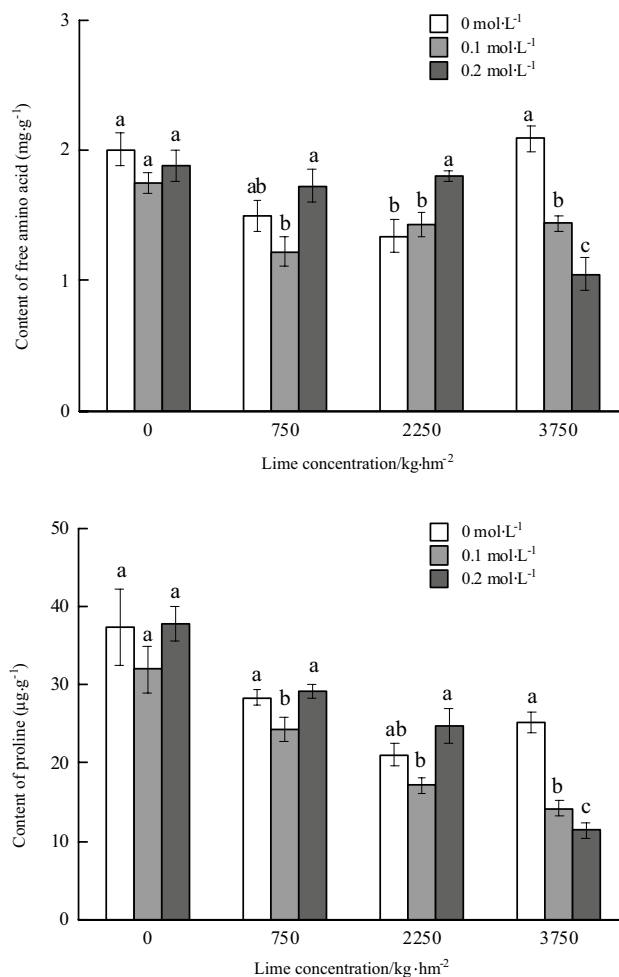 3
2
1
0
Content of free amino acid (mg·g-1)
0 mol·L-1
0.1 mol·L-1
0.2 mol·L-1
a a a
ab b a
b b a
a b c
0 750 2250 3750
Lime concentration/kg·hm-2
50
40
30
20
10
0
Content of proline (μg·g-1)
0 mol·L-1
0.1 mol·L-1
0.2 mol·L-1
a a a
a b a
ab b a
a b c
0 750 2250 3750
Lime concentration/kg·hm-2